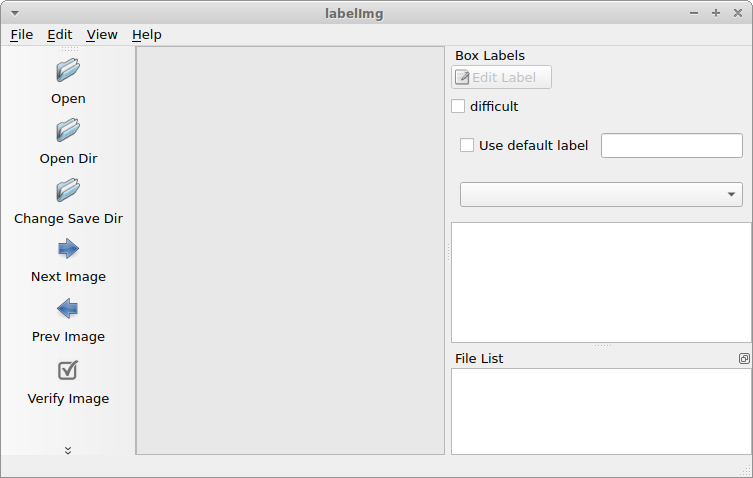 labelImg
File Edit View Help
Open
Open Dir
Change Save Dir
Next Image
Prev Image
Verify Image
Box Labels
Edit Label
difficult
Use default label
File List